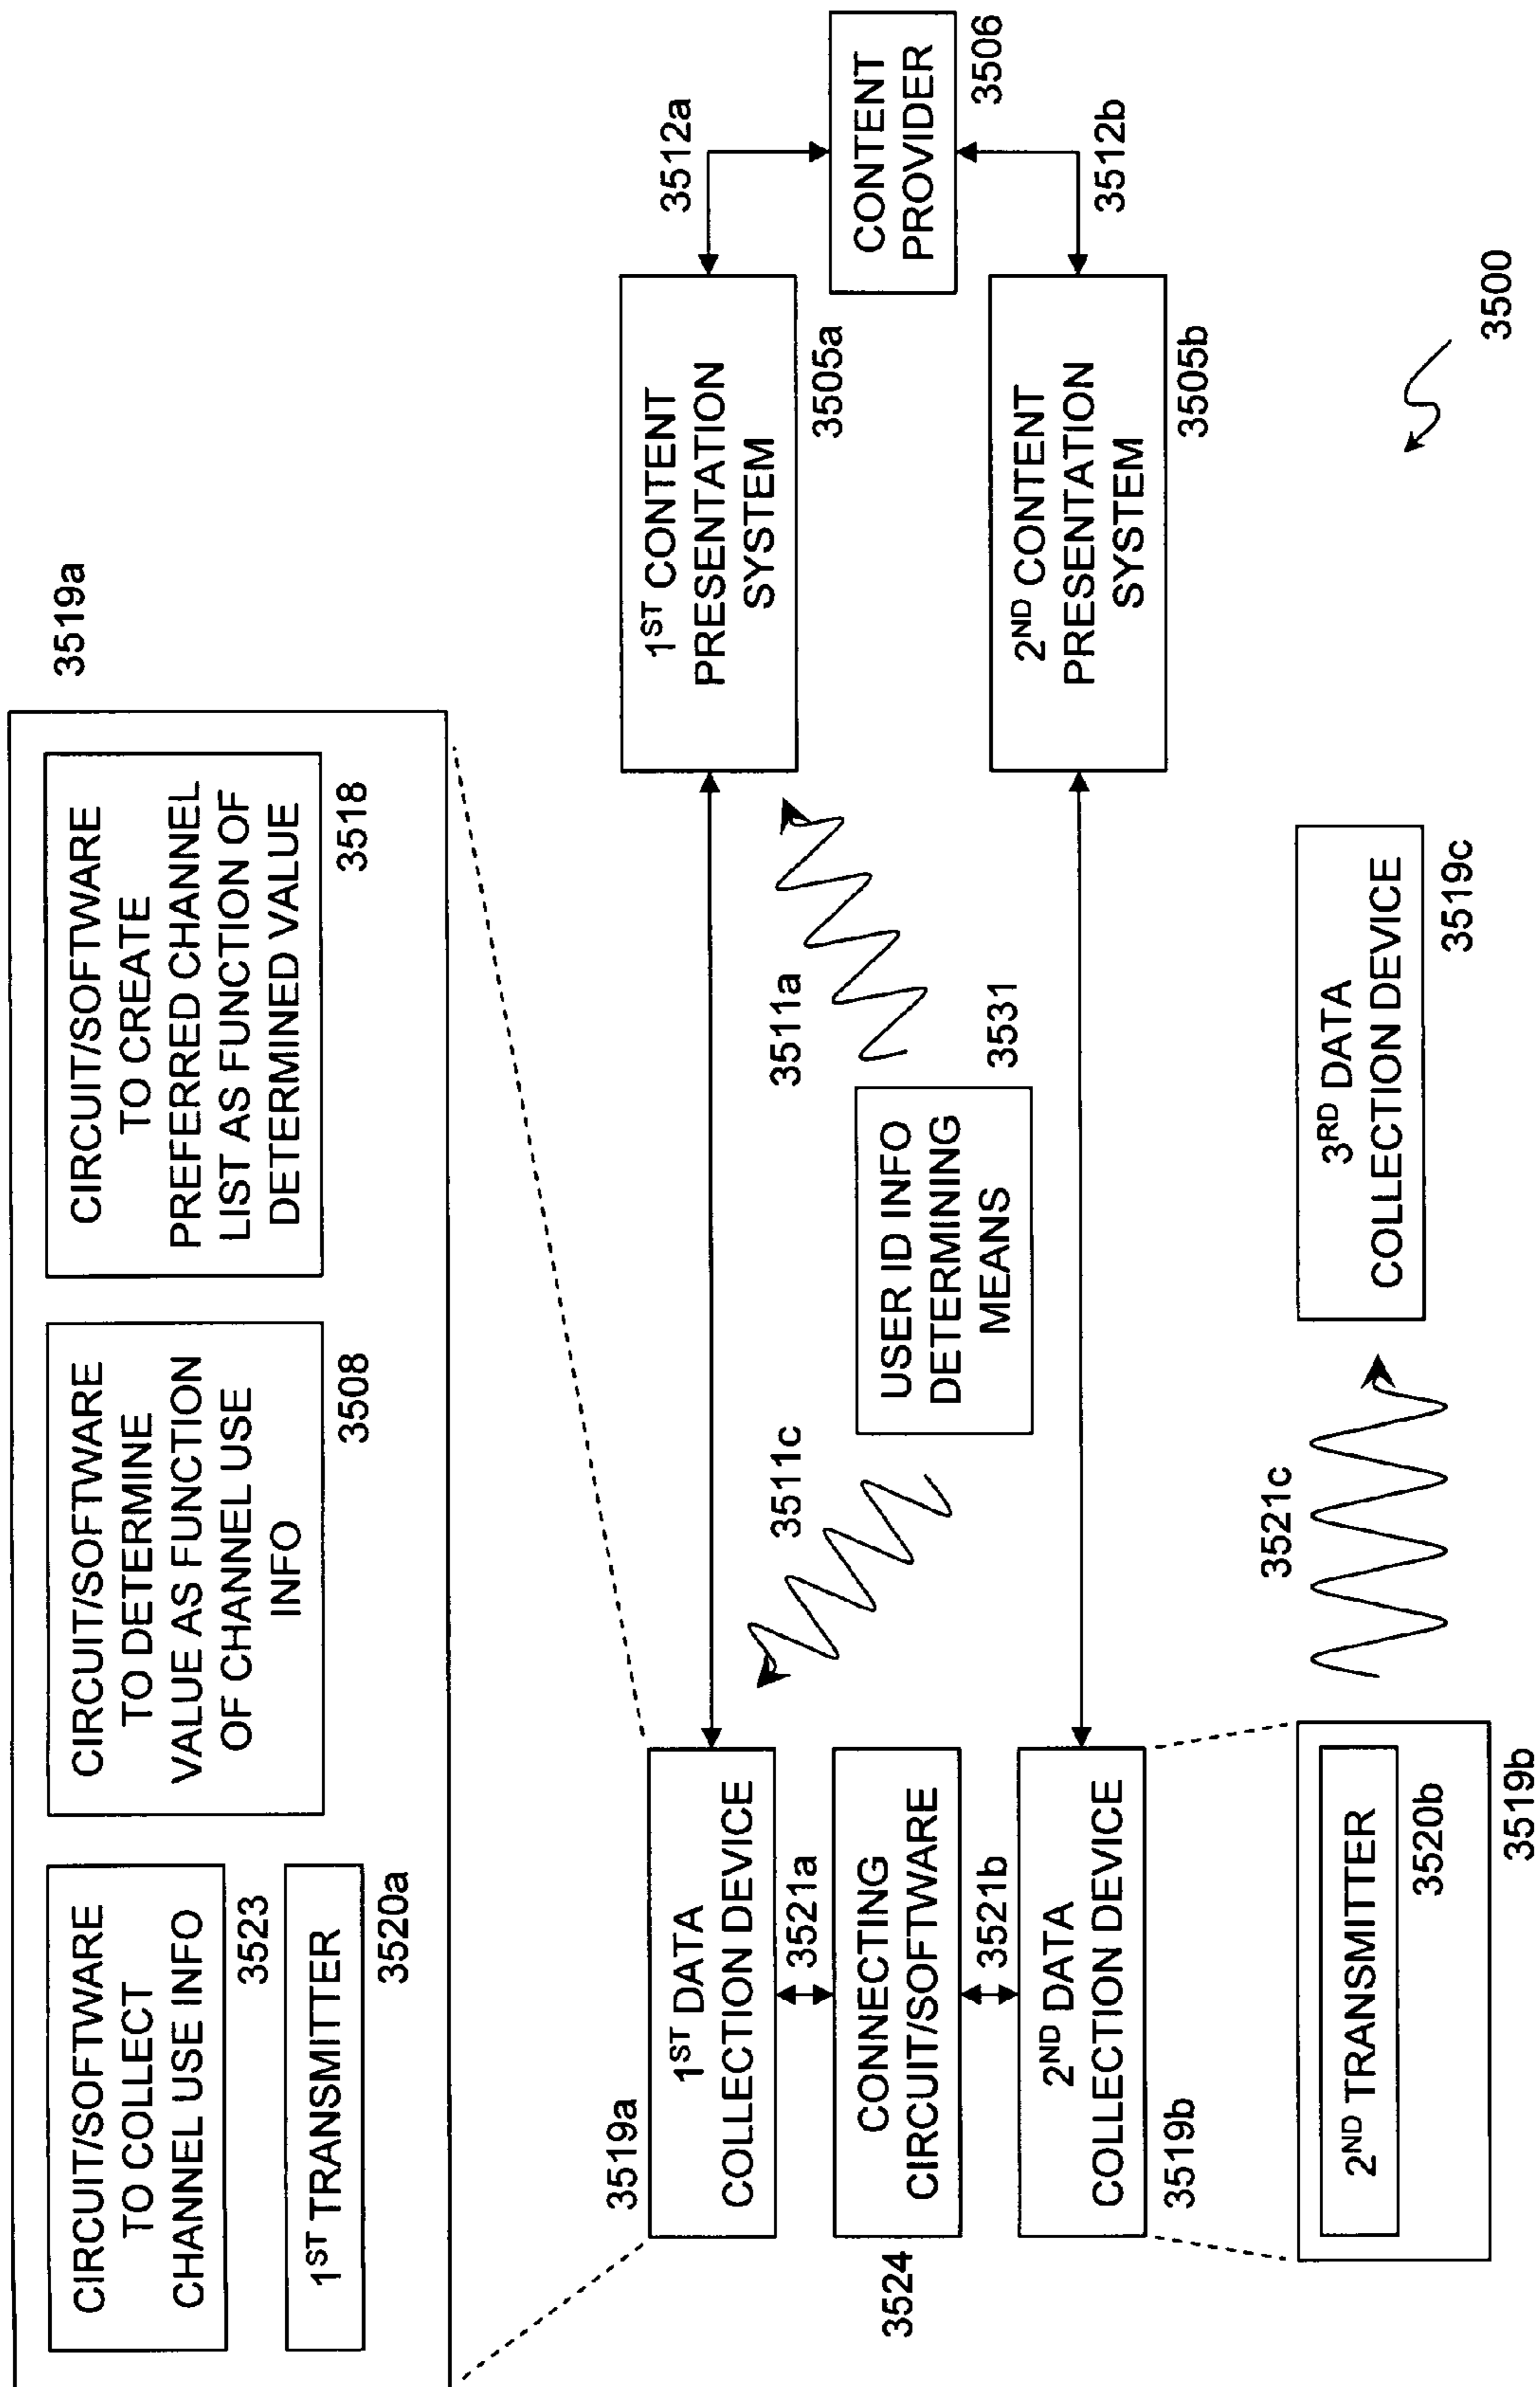 3519a
CIRCUIT/SOFTWARE
TO COLLECT
CHANNEL USE INFO
3523
1ST TRANSMITTER
3520a
CIRCUIT/SOFTWARE
TO DETERMINE
VALUE AS FUNCTION
OF CHANNEL USE
INFO
3508
CIRCUIT/SOFTWARE
TO CREATE
PREFERRED CHANNEL
LIST AS FUNCTION OF
DETERMINED VALUE
3518
3519a
1ST DATA
COLLECTION DEVICE
3521a
3524
CONNECTING
CIRCUIT/SOFTWARE
3521b
2ND DATA
COLLECTION DEVICE
3519b
3511c
USER ID INFO
DETERMINING
MEANS
3531
3511a
1ST CONTENT
PRESENTATION
SYSTEM
3505a
2ND CONTENT
PRESENTATION
SYSTEM
3505b
3512a
CONTENT
PROVIDER
3506
3512b
2ND TRANSMITTER
3520b
3519b
3521c
3RD DATA
COLLECTION DEVICE
3519c
3500